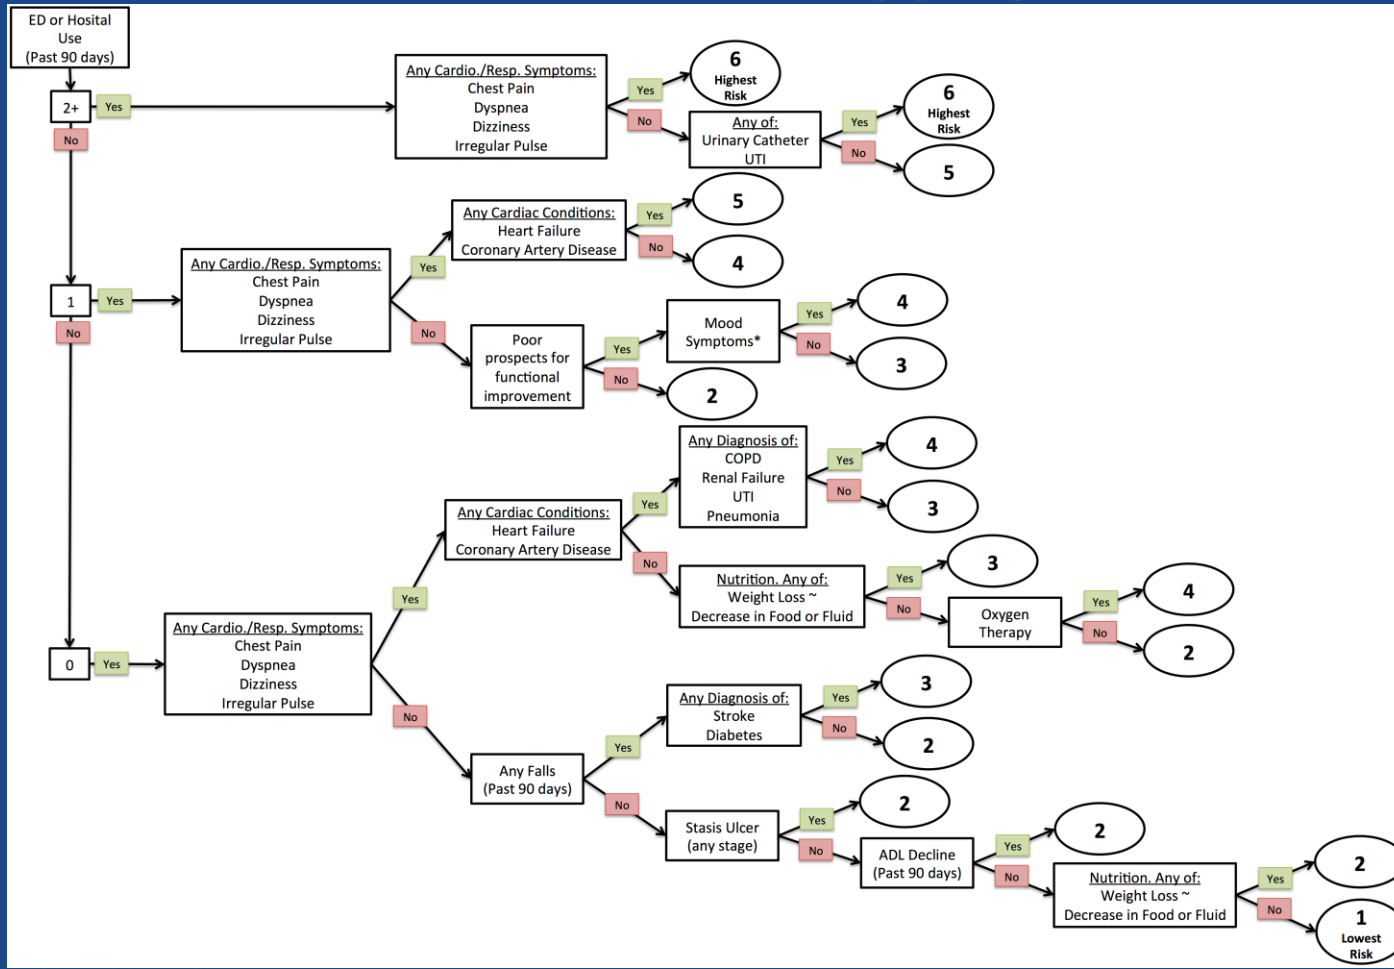 ED or Hosital
Use
(Past 90 days)
2+
Yes
No
Any Cardio./Resp. Symptoms:
Chest Pain
Dyspnea
Dizziness
Irregular Pulse
Yes
No
6
Highest
Risk
Any of:
Urinary Catheter
UTI
Yes
No
6
Highest
Risk
5
1
Yes
No
Any Cardio./Resp. Symptoms:
Chest Pain
Dyspnea
Dizziness
Irregular Pulse
Yes
No
Any Cardiac Conditions:
Heart Failure
Coronary Artery Disease
Yes
No
5
4
Poor
prospects for
functional
improvement
Yes
No
Mood
Symptoms*
Yes
No
4
3
2
0
Yes
Any Cardio./Resp. Symptoms:
Chest Pain
Dyspnea
Dizziness
Irregular Pulse
Yes
No
Any Cardiac Conditions:
Heart Failure
Coronary Artery Disease
Yes
No
Any Diagnosis of:
COPD
Renal Failure
UTI
Pneumonia
Yes
No
4
3
Nutrition. Any of:
Weight Loss ~
Decrease in Food or Fluid
Yes
No
3
Oxygen
Therapy
Yes
No
4
2
Any Falls
(Past 90 days)
Yes
No
Any Diagnosis of:
Stroke
Diabetes
Yes
No
3
2
Stasis Ulcer
(any stage)
Yes
No
2
ADL Decline
(Past 90 days)
Yes
No
2
Nutrition. Any of:
Weight Loss ~
Decrease in Food or Fluid
Yes
No
2
1
Lowest
Risk